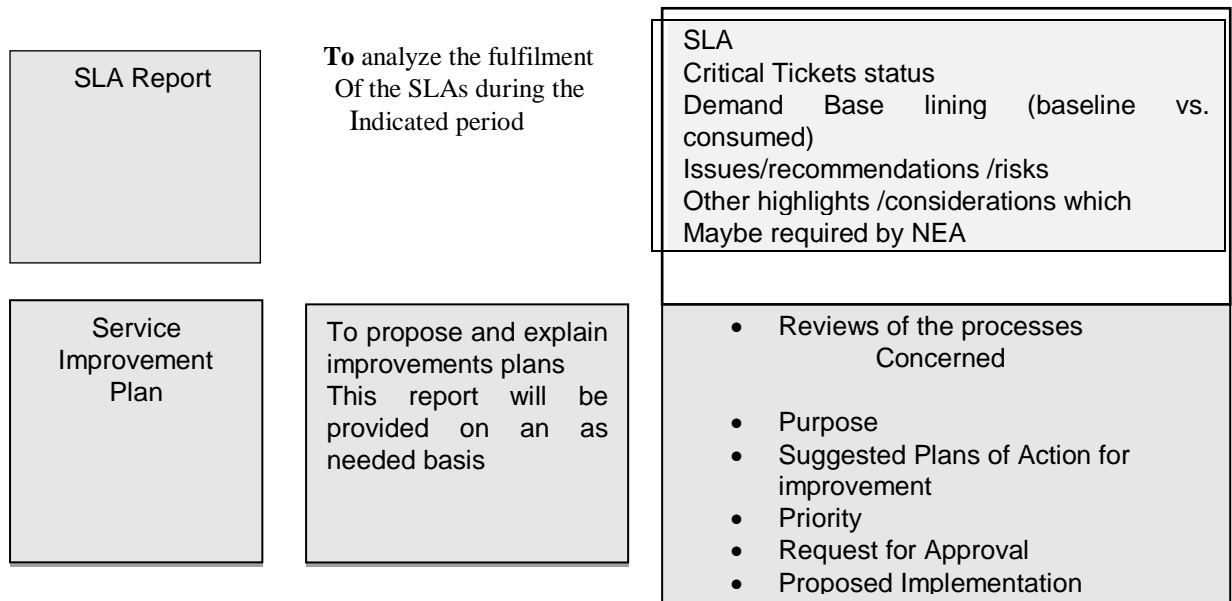 SLA Report
To analyze the fulfilment
Of the SLAs during the
Indicated period
SLA
Critical Tickets status
Demand Base lining (baseline vs.
consumed)
Issues/recommendations /risks
Other highlights /considerations which
Maybe required by NEA
Service
Improvement
Plan
To propose and explain
improvements plans
This report will be
provided on an as
needed basis
• Reviews of the processes
Concerned
• Purpose
• Suggested Plans of Action for
improvement
• Priority
• Request for Approval
• Proposed Implementation